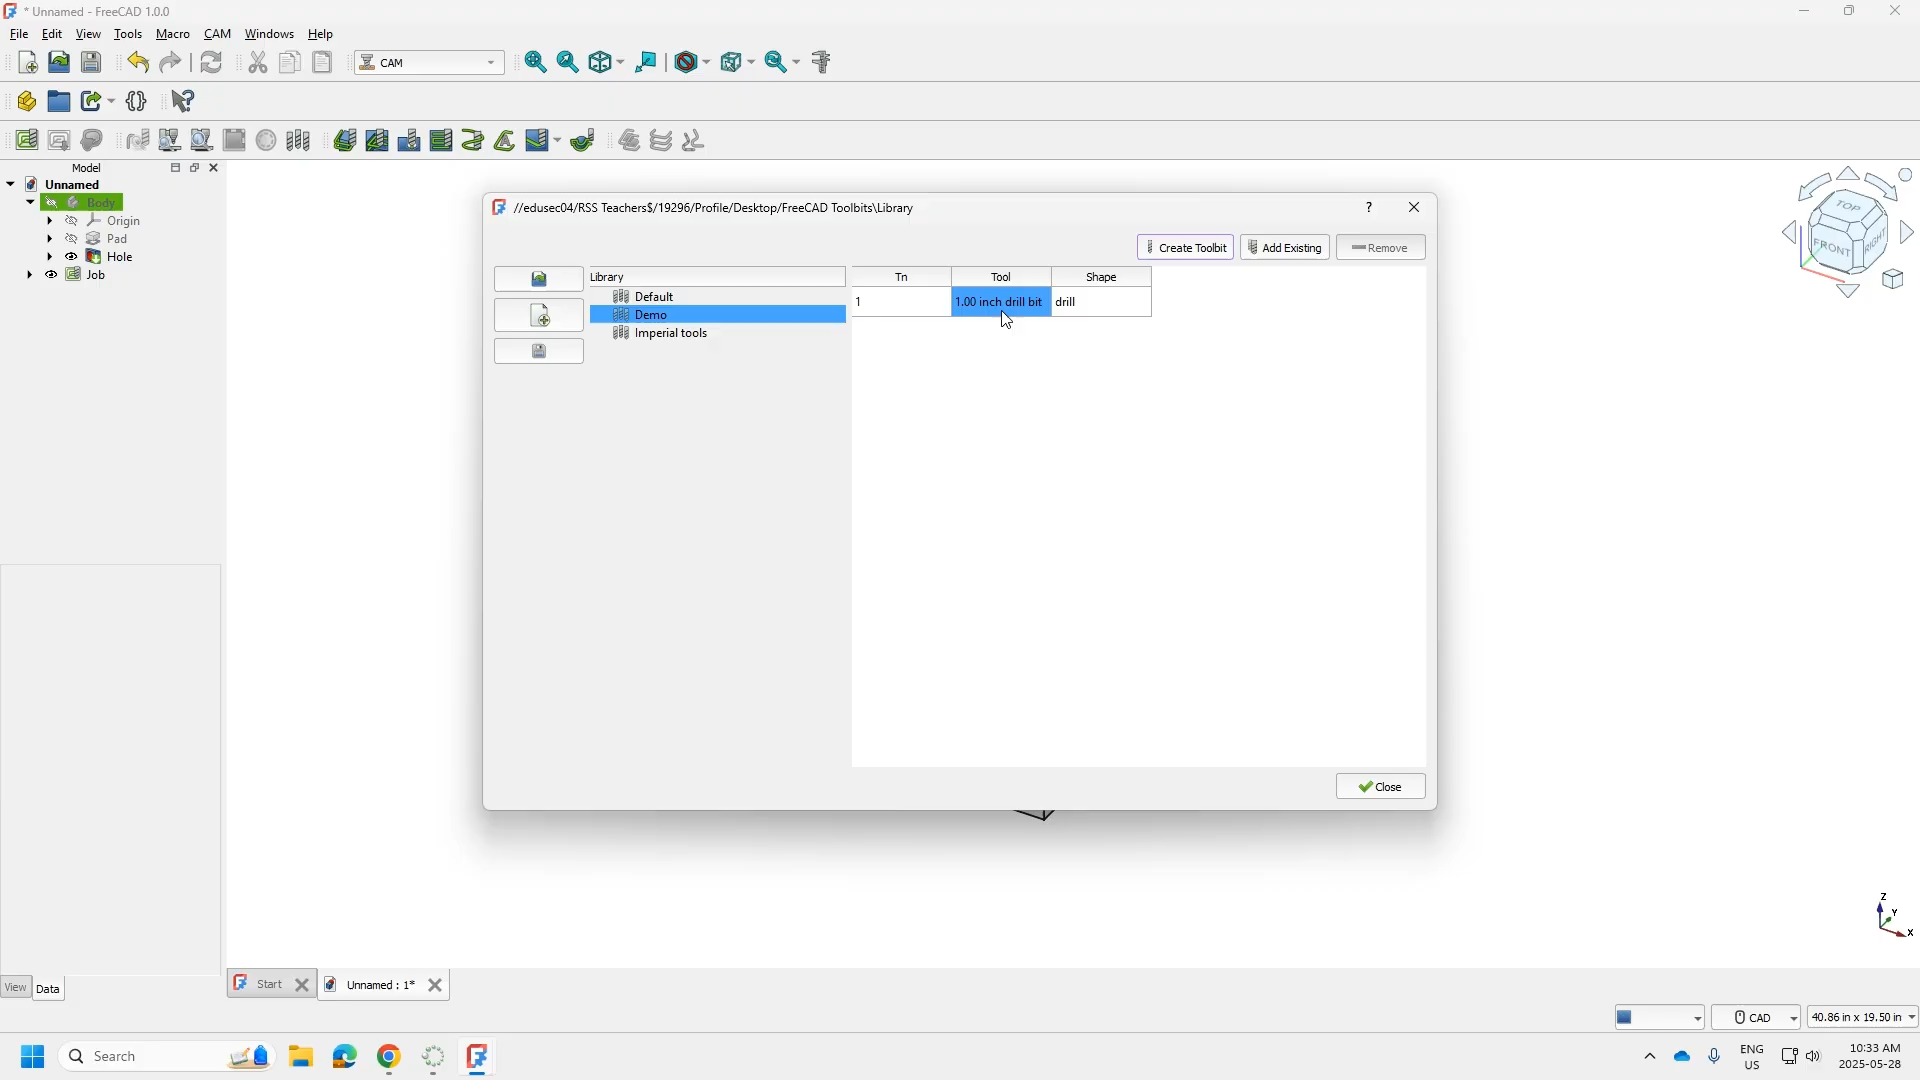 * Unnamed - FreeCAD 1.0.0
File Edit View Tools Macro CAM Windows Help
CAM
Model
Unnamed
Body
Origin
Pad
Hole
Job
//edusec04/RSS Teachers$/19296/Profile/Desktop/FreeCAD Toolbits\Library
?
Create Toolbit Add Existing Remove
Library
Default
Demo
Imperial tools
Tn Tool Shape
1 1.00 inch drill bit drill
Close
TOP
FRONT
RIGHT
Z
Y
X
View Data
Start Unnamed : 1*
CAD 40.86 in x 19.50 in
Search
ENG
US
10:33 AM
2025-05-28